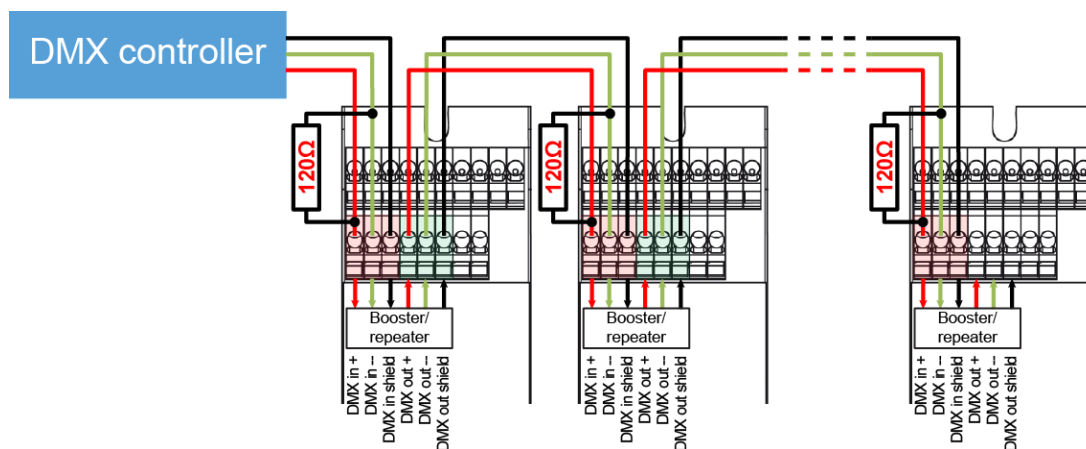 DMX controller
120Ω
120Ω
120Ω
Booster/
repeater
Booster/
repeater
Booster/
repeater
DMX in +
DMX in –
DMX in shield
DMX out +
DMX out –
DMX out shield
DMX in +
DMX in –
DMX in shield
DMX out +
DMX out –
DMX out shield
DMX in +
DMX in –
DMX in shield
DMX out +
DMX out –
DMX out shield